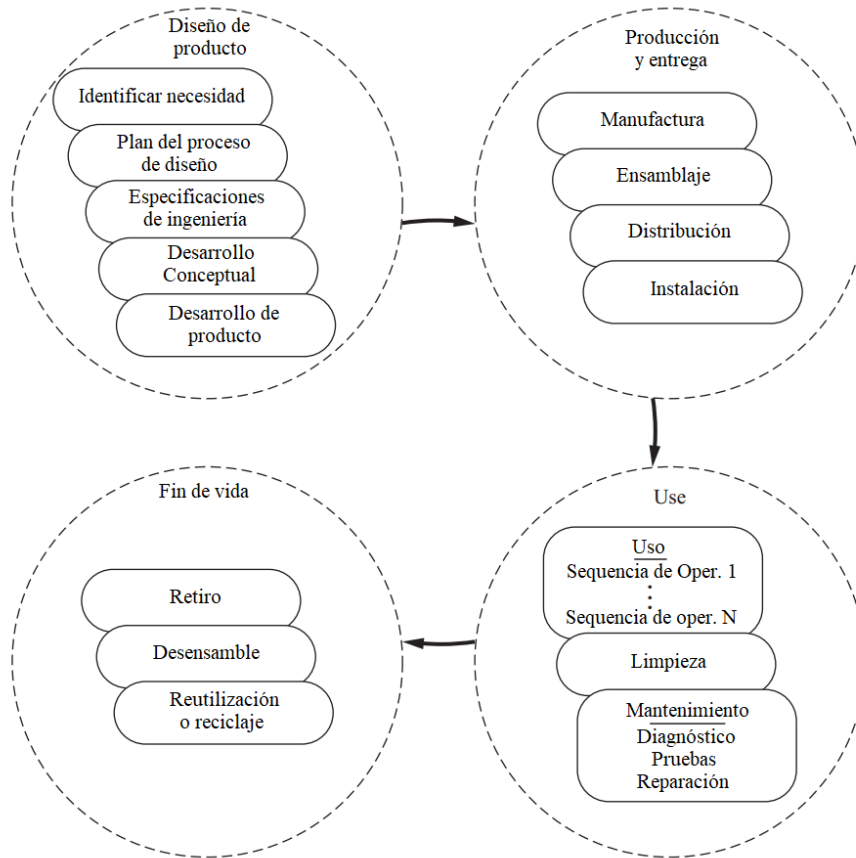 Diseño de
producto
Identificar necesidad
Plan del proceso
de diseño
Especificaciones
de ingeniería
Desarrollo
Conceptual
Desarrollo de
producto
Producción
y entrega
Manufactura
Ensamblaje
Distribución
Instalación
Use
Uso
Sequencia de Oper. 1
Sequencia de oper. N
Limpieza
Mantenimiento
Diagnóstico
Pruebas
Reparación
Fin de vida
Retiro
Desensamble
Reutilización
o reciclaje